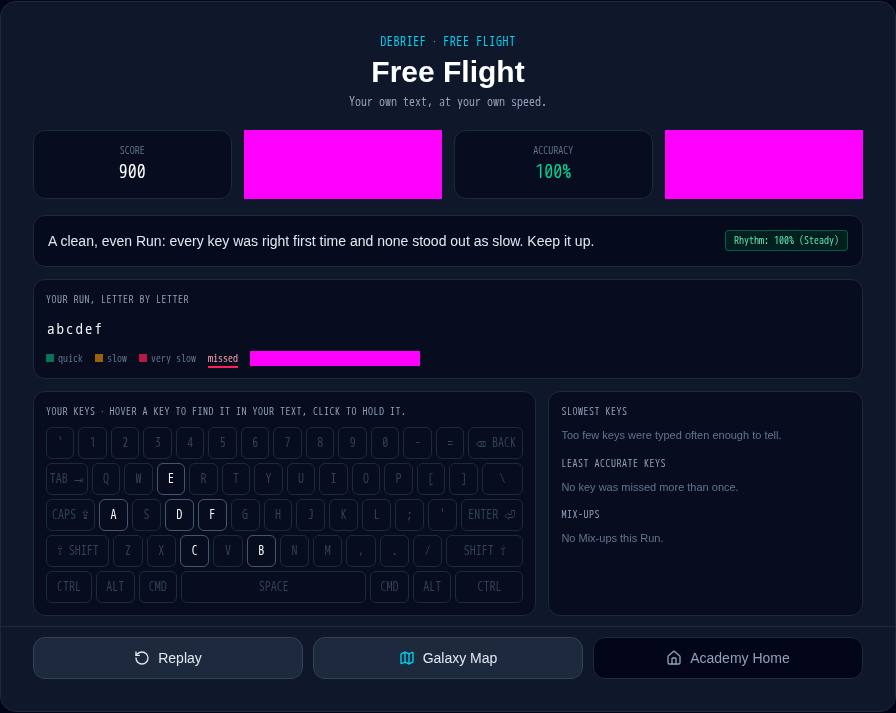 DEBRIEF · FREE FLIGHT
Free Flight
Your own text, at your own speed.
SCORE
900
ACCURACY
100%
A clean, even Run: every key was right first time and none stood out as slow. Keep it up.
Rhythm: 100% (Steady)
YOUR RUN, LETTER BY LETTER
abcdef
quick slow very slow missed
YOUR KEYS · HOVER A KEY TO FIND IT IN YOUR TEXT, CLICK TO HOLD IT.
` 1 2 3 4 5 6 7 8 9 0 - = ⌫ BACK
TAB ⇥ Q W E R T Y U I O P [ ] \
CAPS ⇪ A S D F G H J K L ; ' ENTER ⏎
⇧ SHIFT Z X C V B N M , . / SHIFT ⇧
CTRL ALT CMD SPACE CMD ALT CTRL
SLOWEST KEYS
Too few keys were typed often enough to tell.
LEAST ACCURATE KEYS
No key was missed more than once.
MIX-UPS
No Mix-ups this Run.
Replay
Galaxy Map
Academy Home